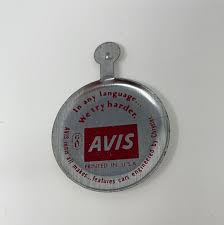 In any language...
We try harder.
AVIS
PRINTED IN U.S.A.
Avis rents all makes...features cars engineered by Chrysler.